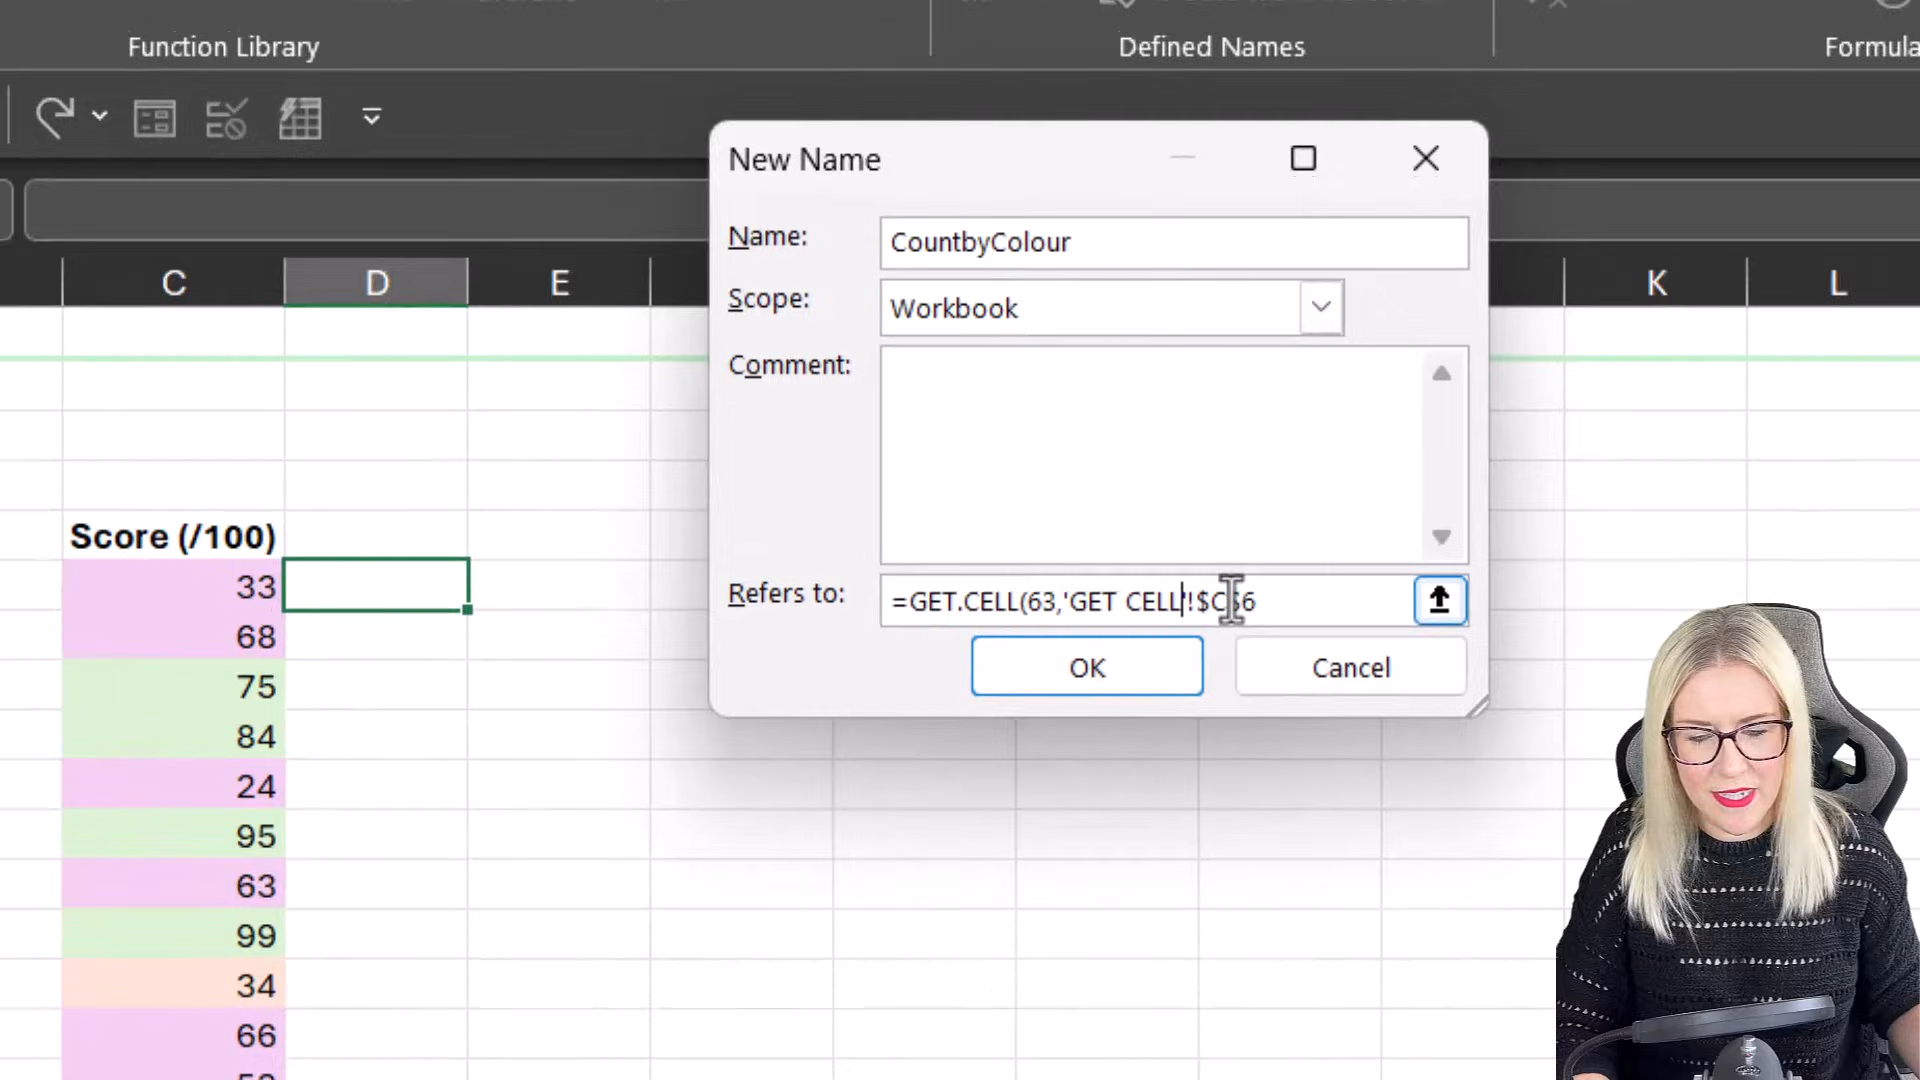 Function Library
Defined Names
Formula
New Name
Name:
CountbyColour
C
D
E
K
L
Scope:
Workbook
Comment:
Score (/100)
33
68
75
84
24
95
63
99
34
66
Refers to:
=GET.CELL(63,'GET CELL'!$C$6
OK
Cancel